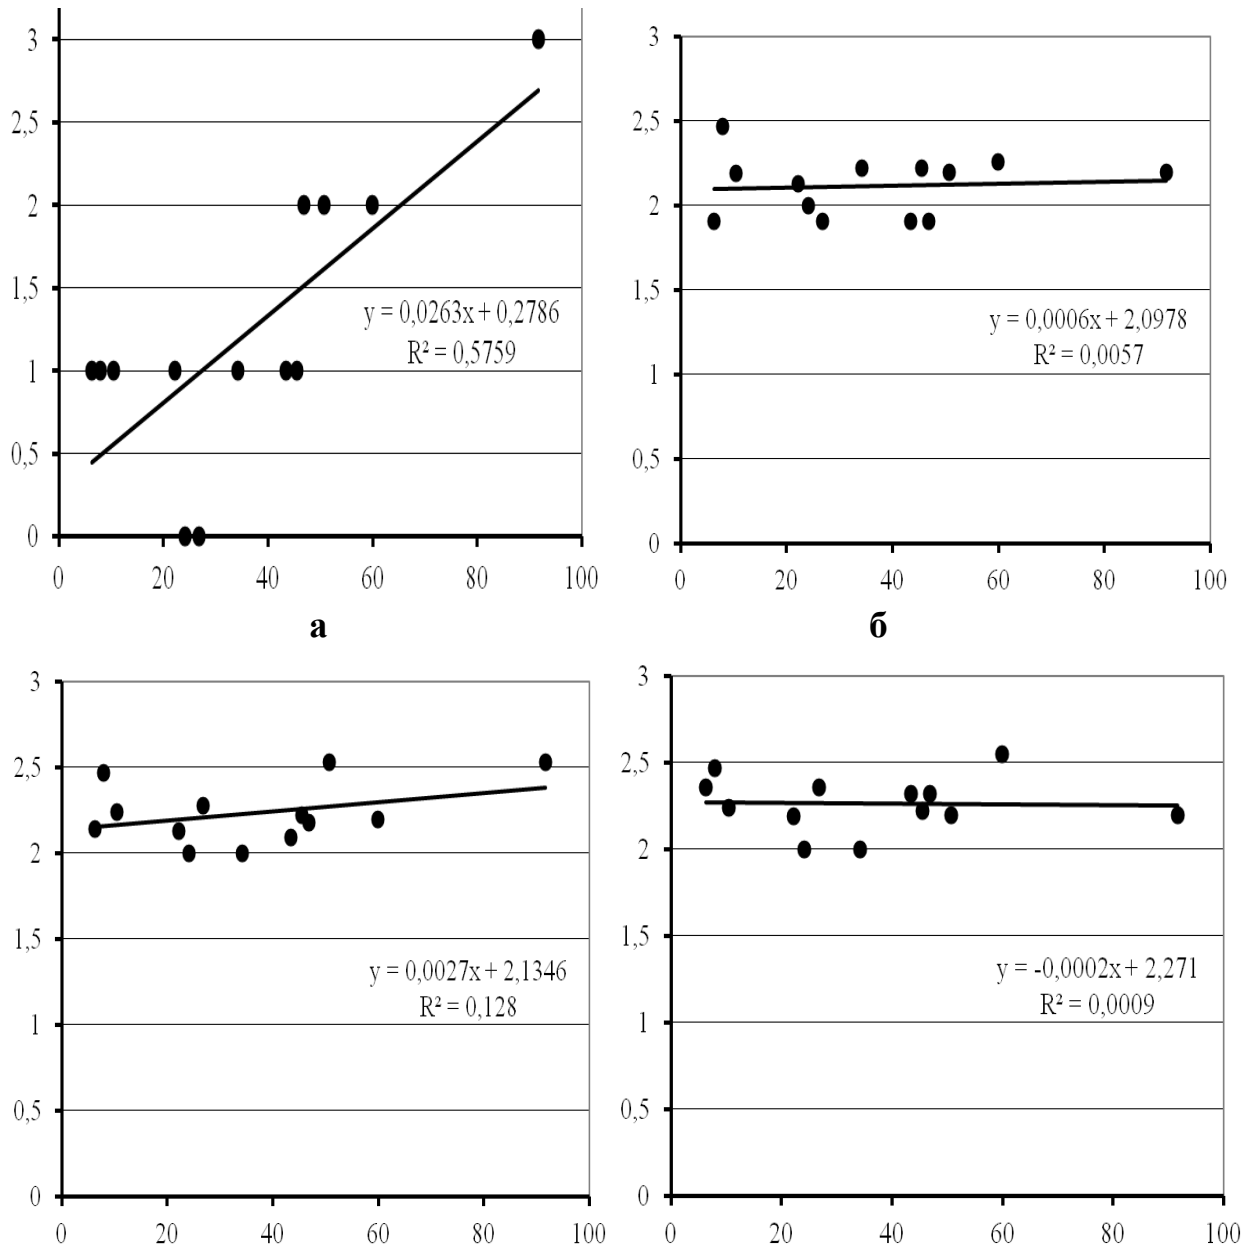 3
2,5
2
1,5
1
0,5
0
0 20 40 60 80 100
y = 0,0263x + 0,2786
R² = 0,5759
а
3
2,5
2
1,5
1
0,5
0
0 20 40 60 80 100
y = 0,0006x + 2,0978
R² = 0,0057
б
3
2,5
2
1,5
1
0,5
0
0 20 40 60 80 100
y = 0,0027x + 2,1346
R² = 0,128
3
2,5
2
1,5
1
0,5
0
0 20 40 60 80 100
y = -0,0002x + 2,271
R² = 0,0009